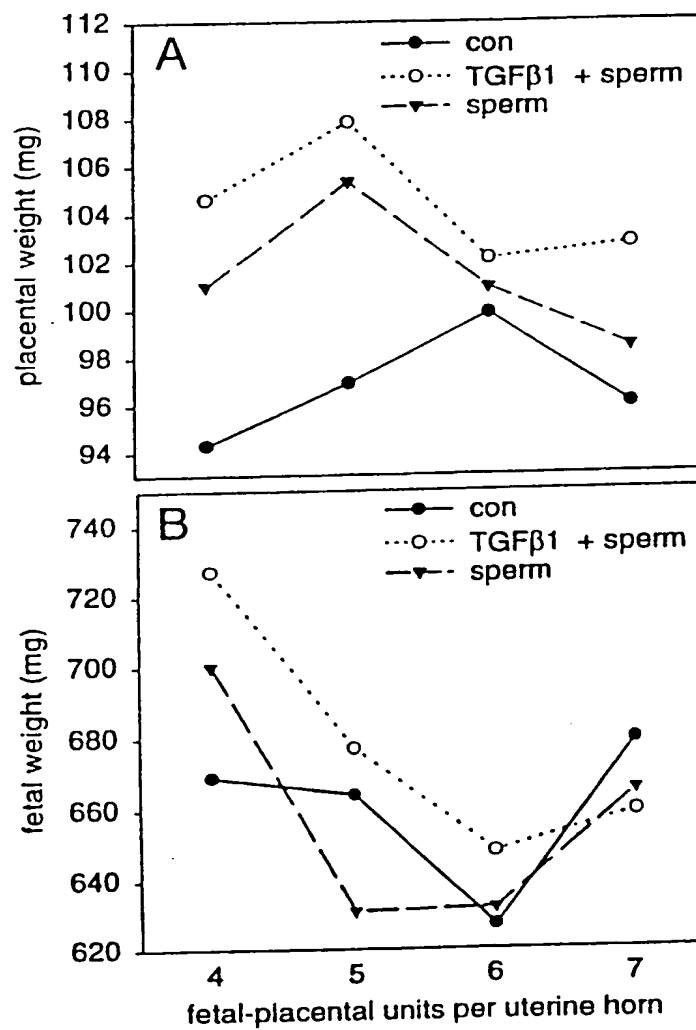 A
con
TGFβ1 + sperm
sperm
placental weight (mg)
112
110
108
106
104
102
100
98
96
94
B
con
TGFβ1 + sperm
sperm
fetal weight (mg)
740
720
700
680
660
640
620
4 5 6 7
fetal-placental units per uterine horn